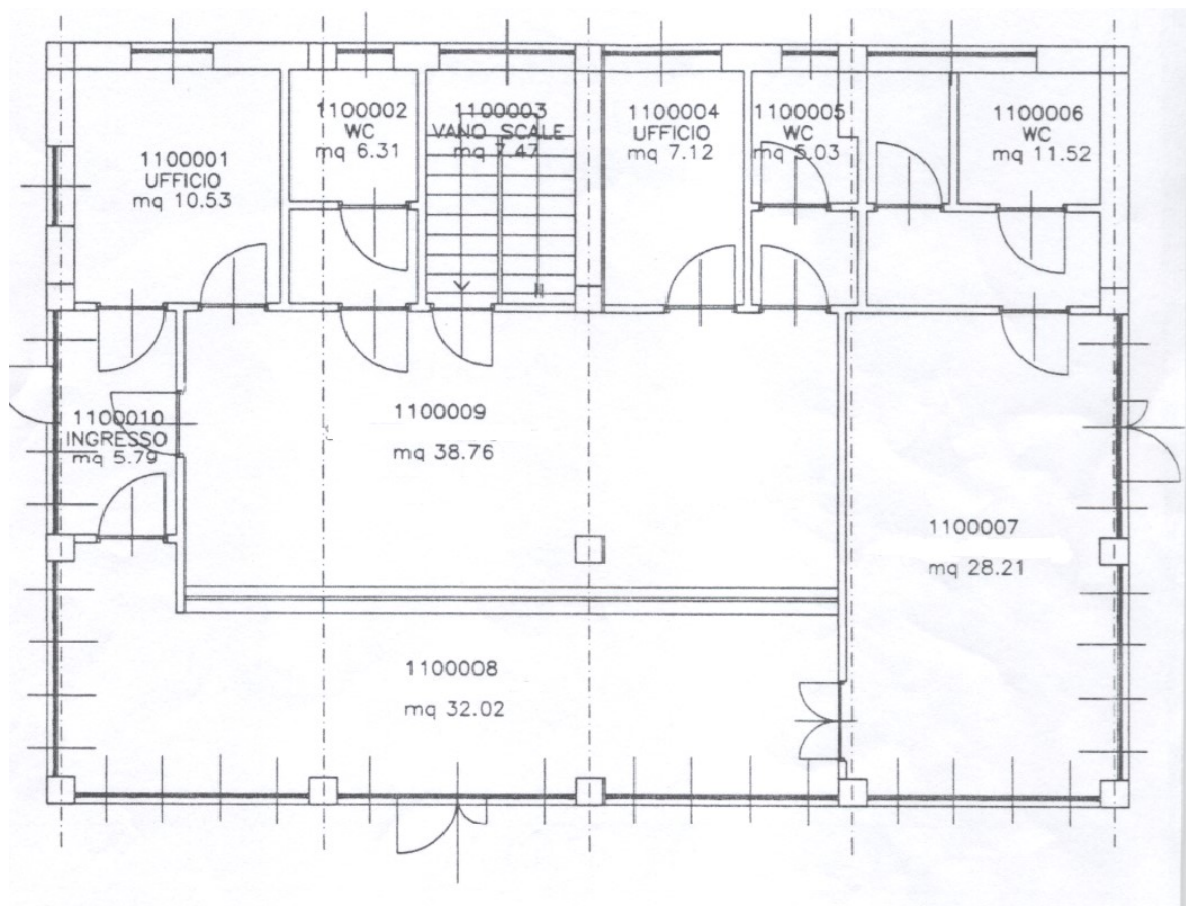 1100001
UFFICIO
mq 10.53
1100002
WC
mq 6.31
1100003
VANO SCALE
mq 7.47
1100004
UFFICIO
mq 7.12
1100005
WC
mq 5.03
1100006
WC
mq 11.52
1100010
INGRESSO
mq 5.79
1100009
mq 38.76
1100007
mq 28.21
1100008
mq 32.02